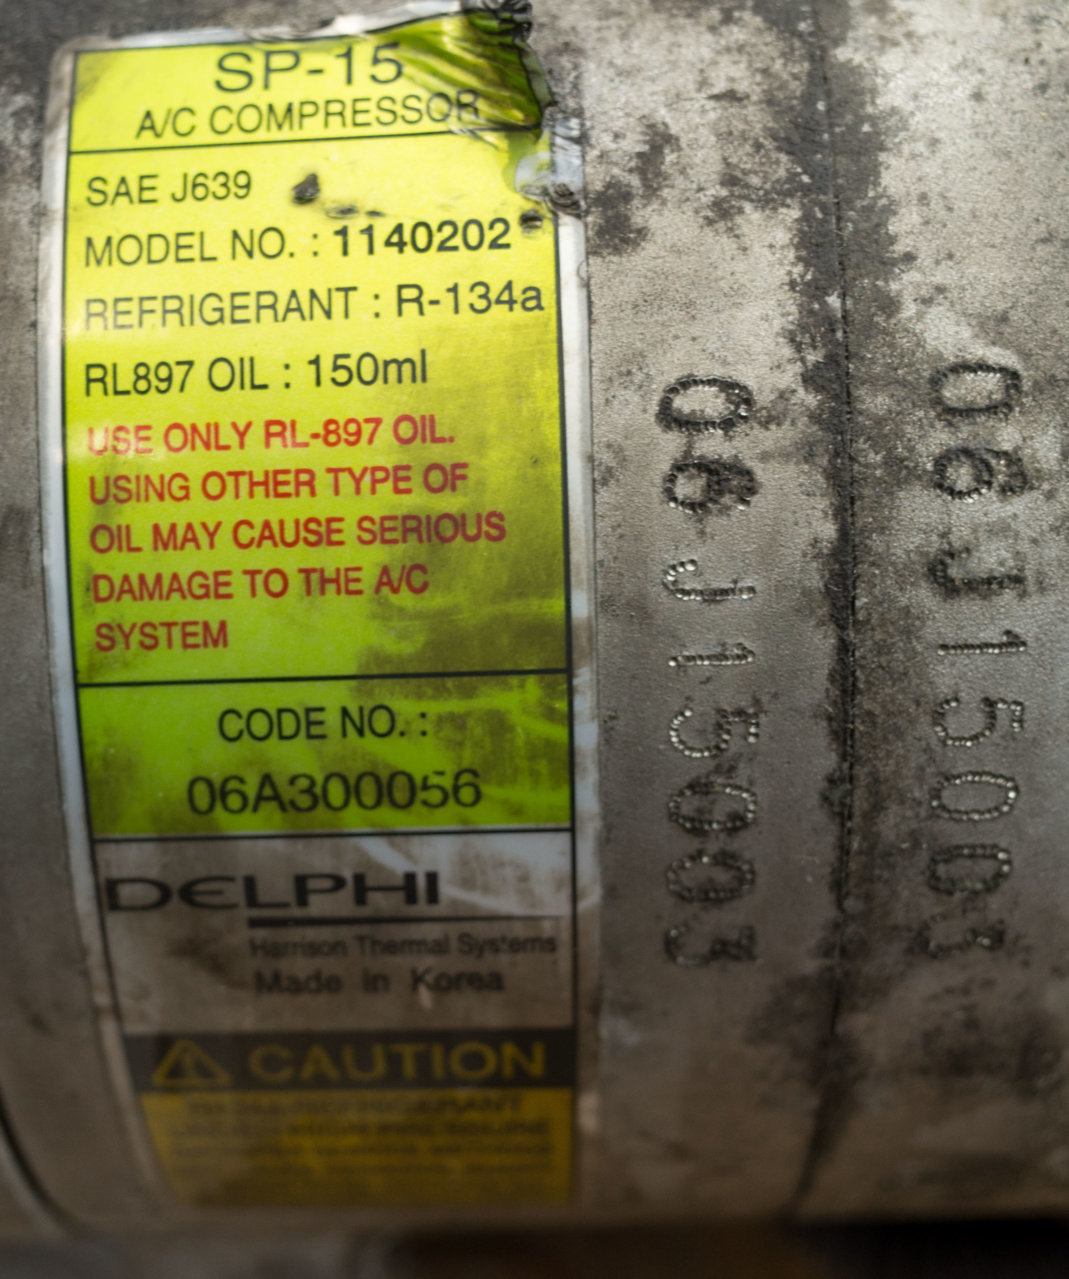 SP-15
A/C COMPRESSOR
SAE J639
MODEL NO. : 1140202
REFRIGERANT : R-134a
RL897 OIL : 150ml
USE ONLY RL-897 OIL.
USING OTHER TYPE OF
OIL MAY CAUSE SERIOUS
DAMAGE TO THE A/C
SYSTEM
CODE NO. :
06A300056
DELPHI
Harrison Thermal Systems
Made in Korea
CAUTION
06J15003
06J15003